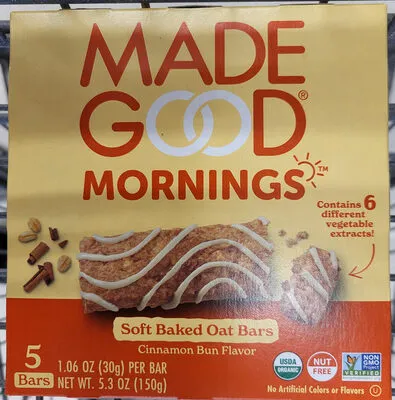 MADE
GOOD®
MORNINGS™
Contains 6
different
vegetable
extracts!
Soft Baked Oat Bars
Cinnamon Bun Flavor
5
Bars
1.06 OZ (30g) PER BAR
NET WT. 5.3 OZ (150g)
USDA
ORGANIC
NUT
FREE
NON
GMO
Project
VERIFIED
No Artificial Colors or Flavors U